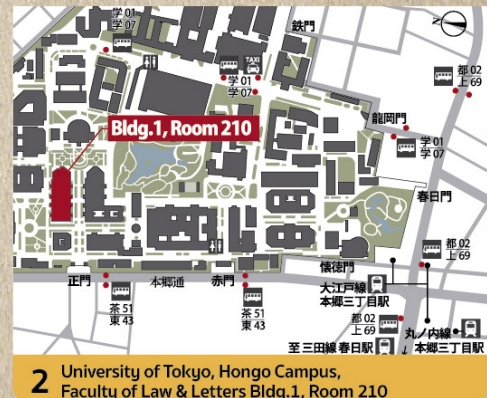 学 01
学 07
鉄門
N
TAXI
学 01
学 07
都 02
上 69
Bldg.1, Room 210
龍岡門
学 01
学 07
春日門
都 02
上 69
懐徳門
正門
本郷通
赤門
大江戸線
本郷三丁目駅
茶 51
東 43
茶 51
東 43
都 02
上 69
丸ノ内線
本郷三丁目駅
至 三田線 春日駅
2 University of Tokyo, Hongo Campus,
Faculty of Law & Letters Bldg.1, Room 210